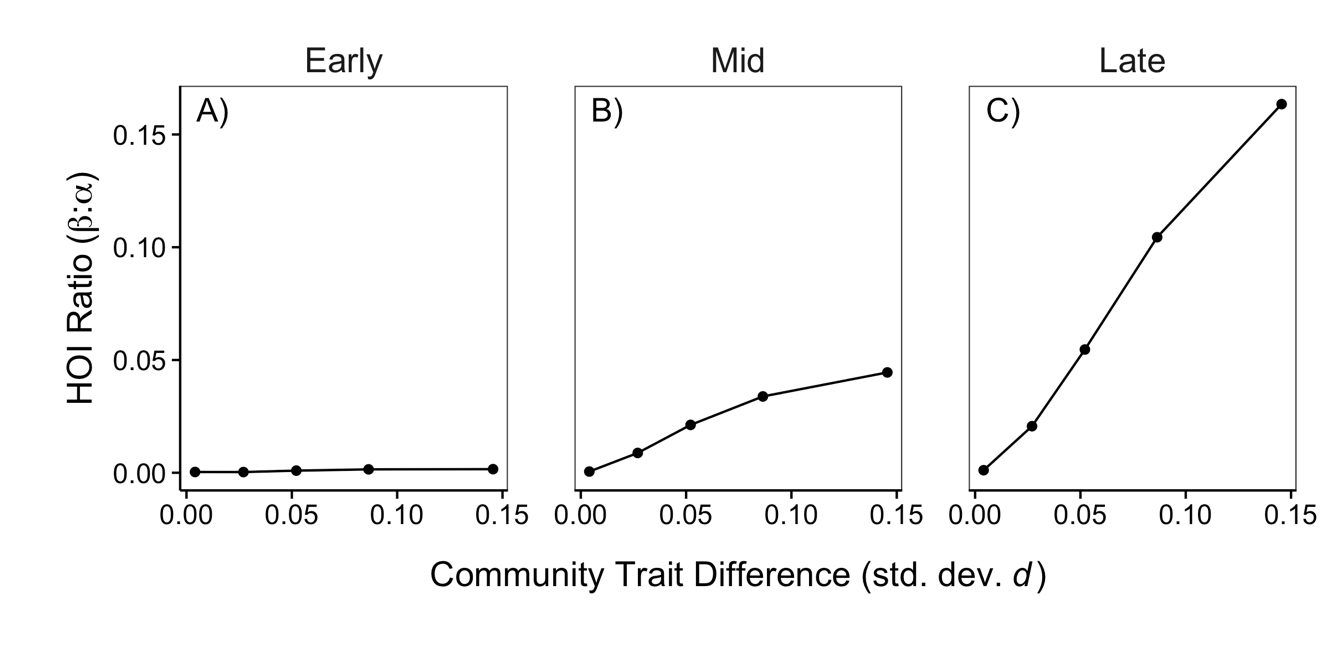 Early Mid Late
A) B) C)
HOI Ratio (β:α)
0.15
0.10
0.05
0.00
0.00 0.05 0.10 0.15 0.00 0.05 0.10 0.15 0.00 0.05 0.10 0.15
Community Trait Difference (std. dev. d)